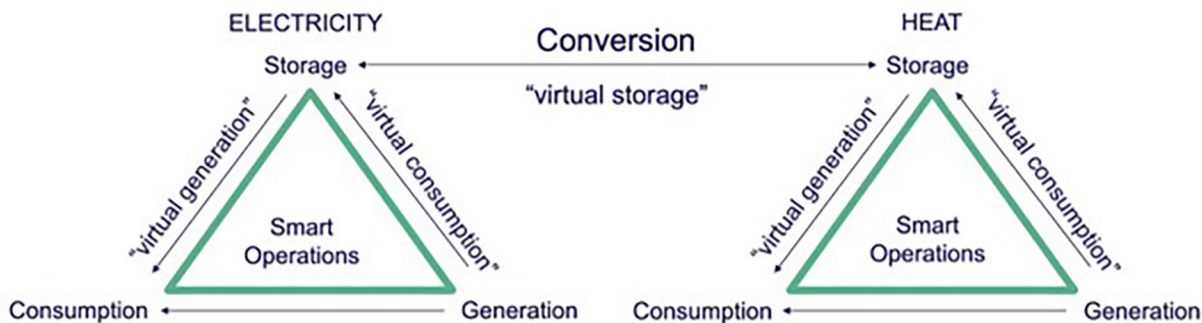 ELECTRICITY
HEAT
Conversion
Storage
Storage
“virtual storage”
“virtual generation”
“virtual consumption”
“virtual generation”
“virtual consumption”
Smart
Operations
Smart
Operations
Consumption
Generation
Consumption
Generation